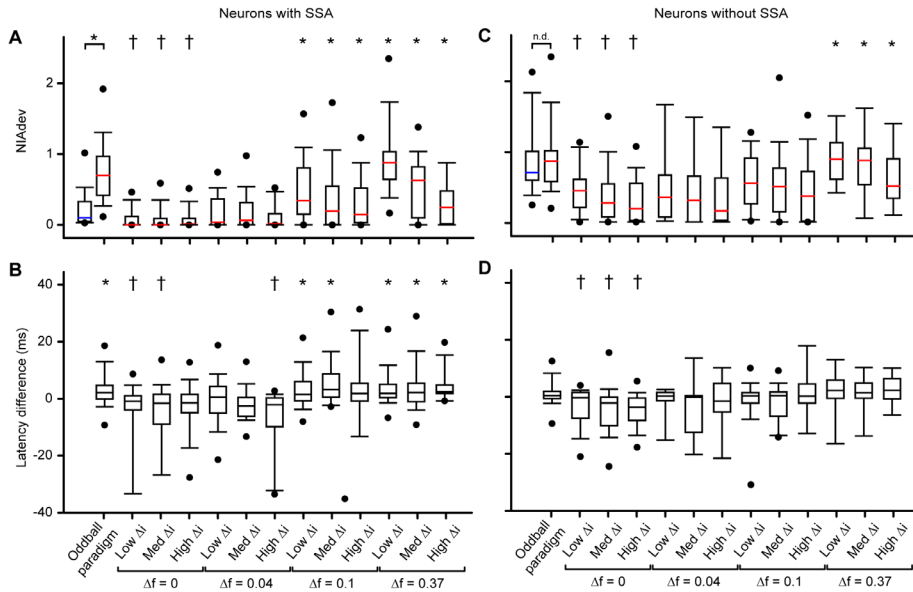 Neurons with SSA
Neurons without SSA
A
*
† † †
* * * * * *
2
1
0
NIAdev
C
n.d.
† † †
* * *
B
* † † † * * * * *
40
20
0
-20
-40
Latency difference (ms)
D
† † †
Oddball
paradigm
Low Δi
Med Δi
High Δi
Low Δi
Med Δi
High Δi
Low Δi
Med Δi
High Δi
Low Δi
Med Δi
High Δi
Δf = 0
Δf = 0.04
Δf = 0.1
Δf = 0.37
Oddball
paradigm
Low Δi
Med Δi
High Δi
Low Δi
Med Δi
High Δi
Low Δi
Med Δi
High Δi
Low Δi
Med Δi
High Δi
Δf = 0
Δf = 0.04
Δf = 0.1
Δf = 0.37